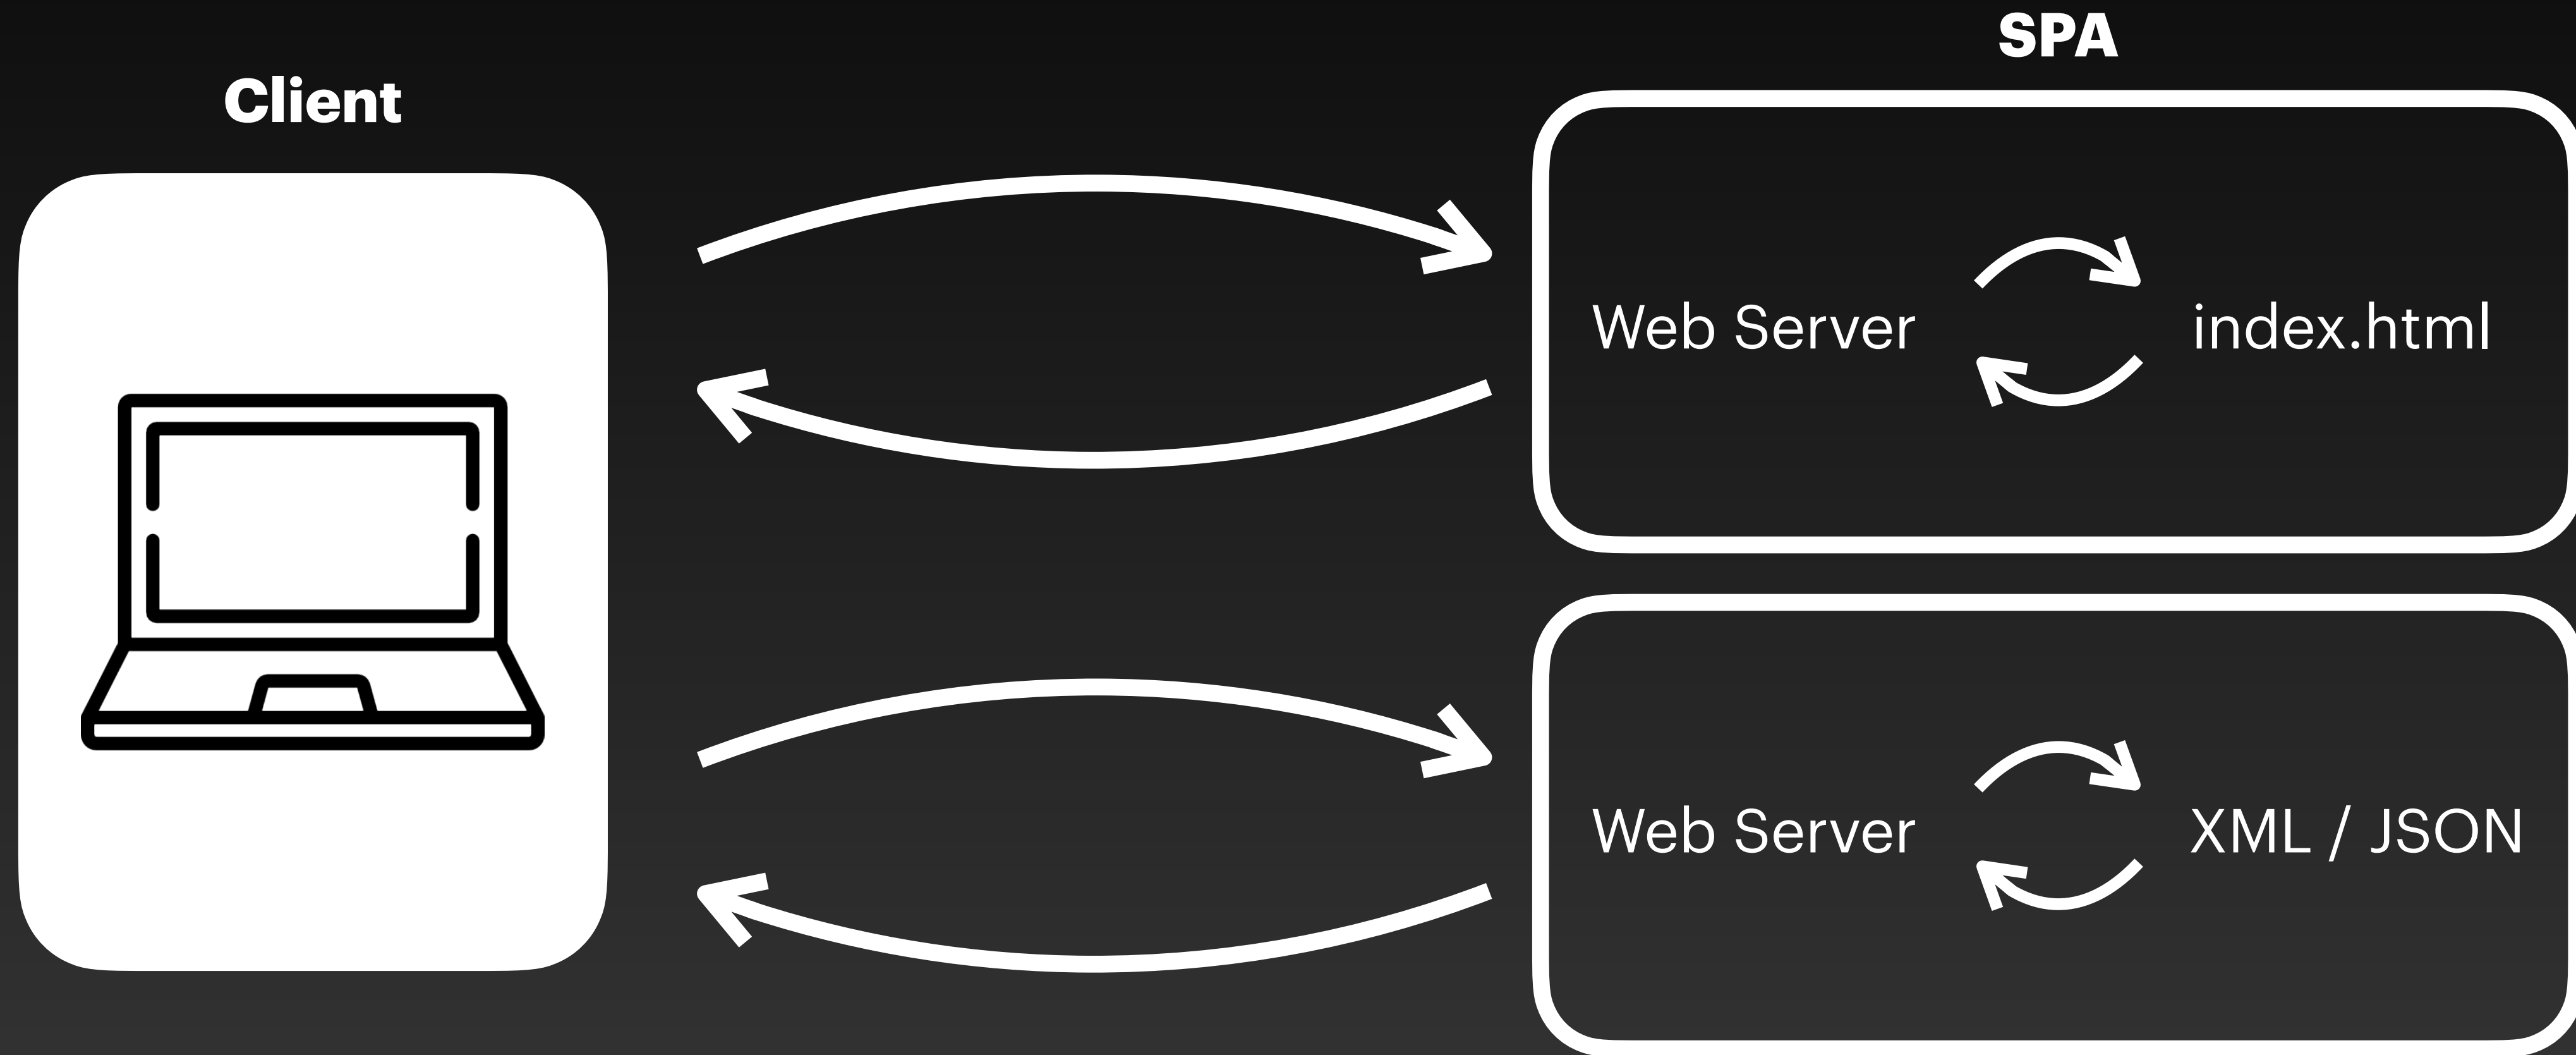 SPA
Client
Web Server
index.html
Web Server
XML / JSON